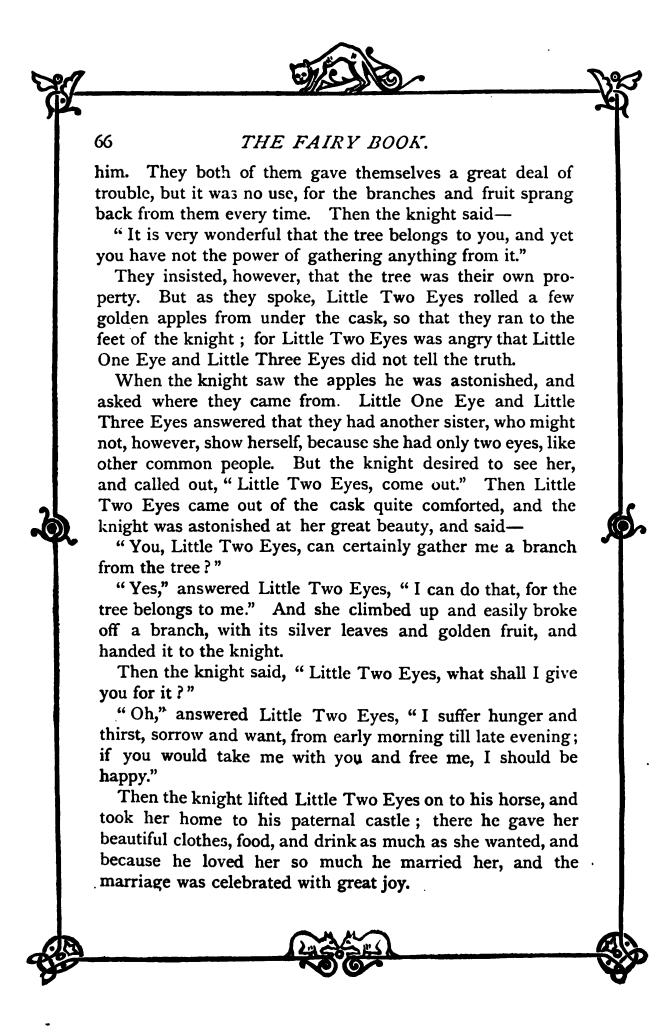 66 THE FAIRY BOOK.
him. They both of them gave themselves a great deal of
trouble, but it was no use, for the branches and fruit sprang
back from them every time. Then the knight said—
“ It is very wonderful that the tree belongs to you, and yet
you have not the power of gathering anything from it.”
They insisted, however, that the tree was their own pro-
perty. But as they spoke, Little Two Eyes rolled a few
golden apples from under the cask, so that they ran to the
feet of the knight ; for Little Two Eyes was angry that Little
One Eye and Little Three Eyes did not tell the truth.
When the knight saw the apples he was astonished, and
asked where they came from. Little One Eye and Little
Three Eyes answered that they had another sister, who might
not, however, show herself, because she had only two eyes, like
other common people. But the knight desired to see her,
and called out, “ Little Two Eyes, come out.” Then Little
Two Eyes came out of the cask quite comforted, and the
knight was astonished at her great beauty, and said—
“ You, Little Two Eyes, can certainly gather me a branch
from the tree ? ”
“ Yes,” answered Little Two Eyes, “ I can do that, for the
tree belongs to me.” And she climbed up and easily broke
off a branch, with its silver leaves and golden fruit, and
handed it to the knight.
Then the knight said, “ Little Two Eyes, what shall I give
you for it ? ”
“ Oh,” answered Little Two Eyes, “ I suffer hunger and
thirst, sorrow and want, from early morning till late evening ;
if you would take me with you and free me, I should be
happy.”
Then the knight lifted Little Two Eyes on to his horse, and
took her home to his paternal castle ; there he gave her
beautiful clothes, food, and drink as much as she wanted, and
because he loved her so much he married her, and the
marriage was celebrated with great joy.